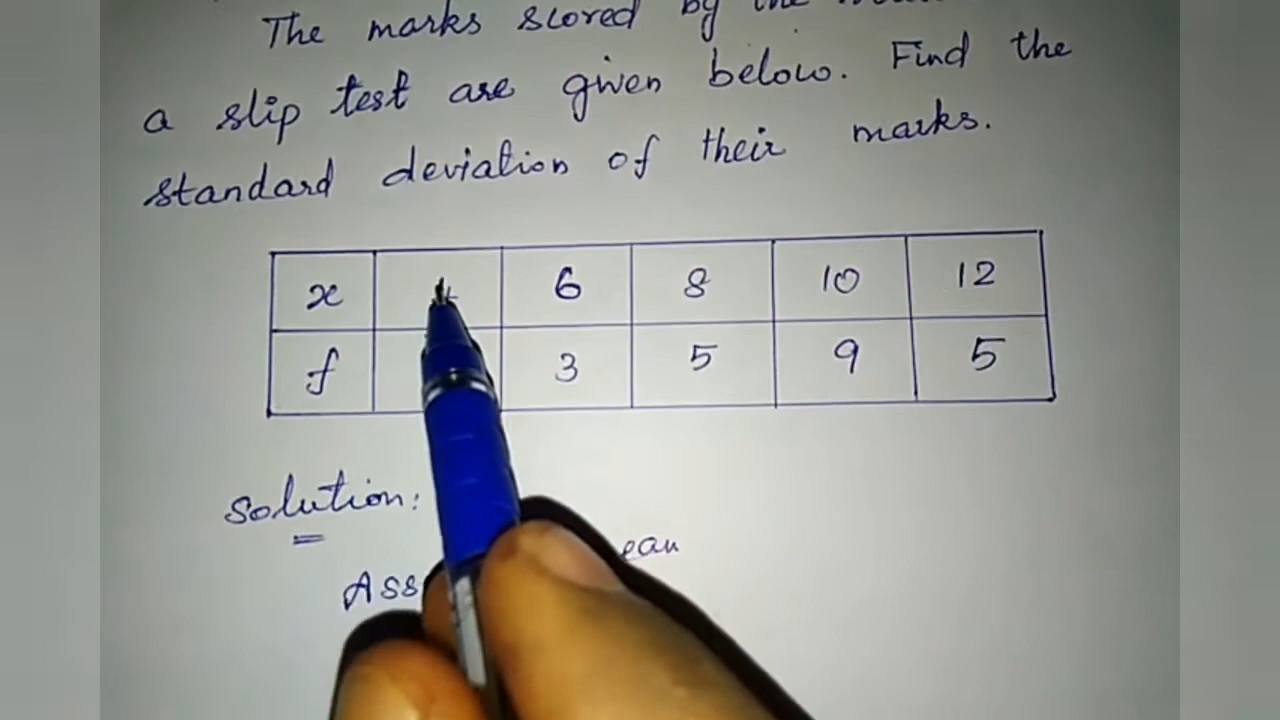 The marks scored by the
a slip test are given below. Find the
standard deviation of their marks.
x 6 8 10 12
f 3 5 9 5
Solution: